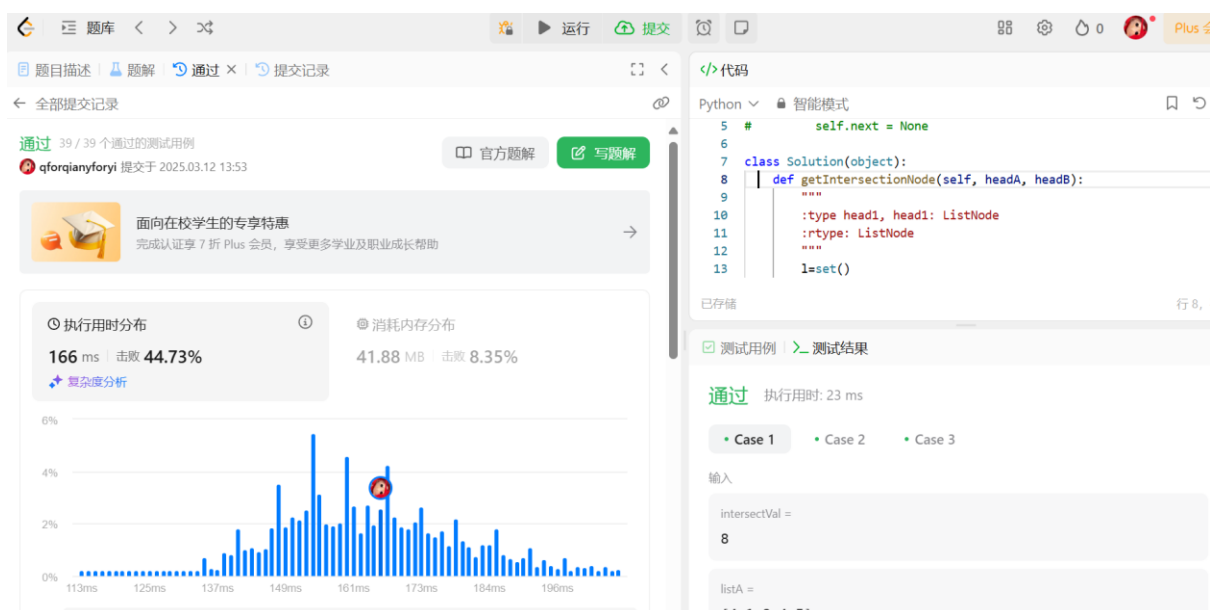 题库 运行 提交 0 Plus
题目描述 题解 通过 × 提交记录
全部提交记录
通过 39 / 39 个通过的测试用例
qforqianyforyi 提交于 2025.03.12 13:53
官方题解 写题解
面向在校学生的专享特惠
完成认证享 7 折 Plus 会员，享受更多学业及职业成长帮助
执行用时分布
166 ms 击败 44.73%
复杂度分析
消耗内存分布
41.88 MB 击败 8.35%
6%
4%
2%
0%
113ms 125ms 137ms 149ms 161ms 173ms 184ms 196ms
</>代码
Python 智能模式
5 # self.next = None
6
7 class Solution(object):
8 def getIntersectionNode(self, headA, headB):
9 """
10 :type head1, head1: ListNode
11 :rtype: ListNode
12 """
13 l=set()
已存储 行 8,
测试用例 >_ 测试结果
通过 执行用时: 23 ms
• Case 1 • Case 2 • Case 3
输入
intersectVal =
8
listA =